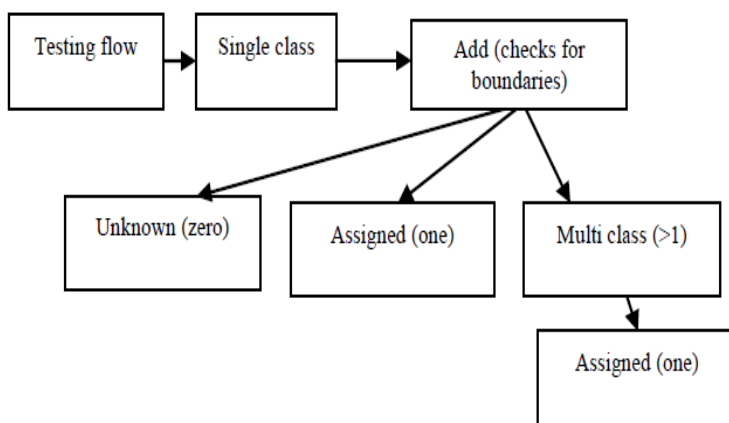 Testing flow
Single class
Add (checks for
boundaries)
Unknown (zero)
Assigned (one)
Multi class (>1)
Assigned (one)